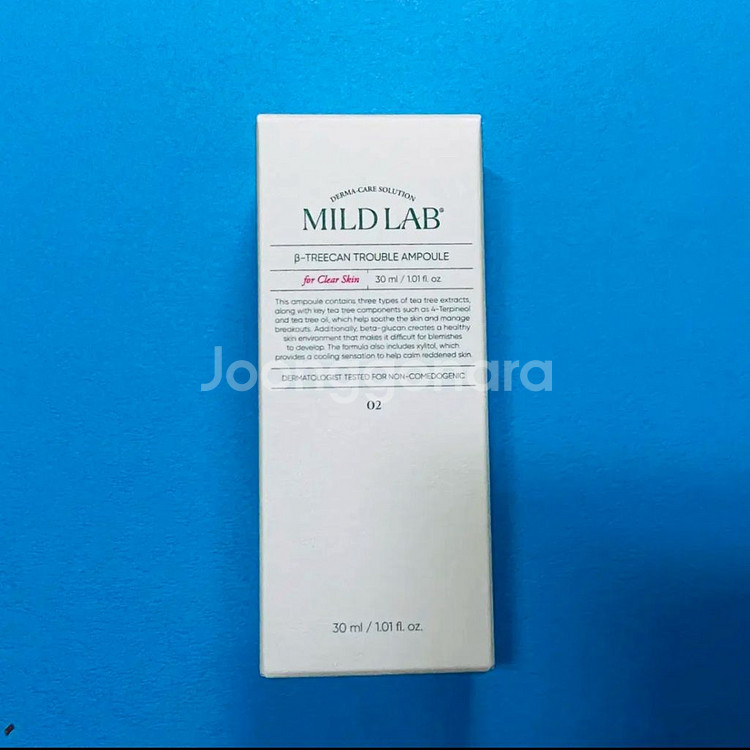 DERMA-CARE SOLUTION
MILD LAB®
β-TREECAN TROUBLE AMPOULE
for Clear Skin | 30 ml / 1.01 fl. oz.
This ampoule contains three types of tea tree extracts,
along with key tea tree components such as 4-Terpineol
and tea tree oil, which help soothe the skin and manage
breakouts. Additionally, beta-glucan creates a healthy
skin environment that makes it difficult for blemishes
to develop. The formula also includes xylitol, which
provides a cooling sensation to help calm reddened skin.
Joonggonara
DERMATOLOGIST TESTED FOR NON-COMEDOGENIC
02
30 ml / 1.01 fl. oz.